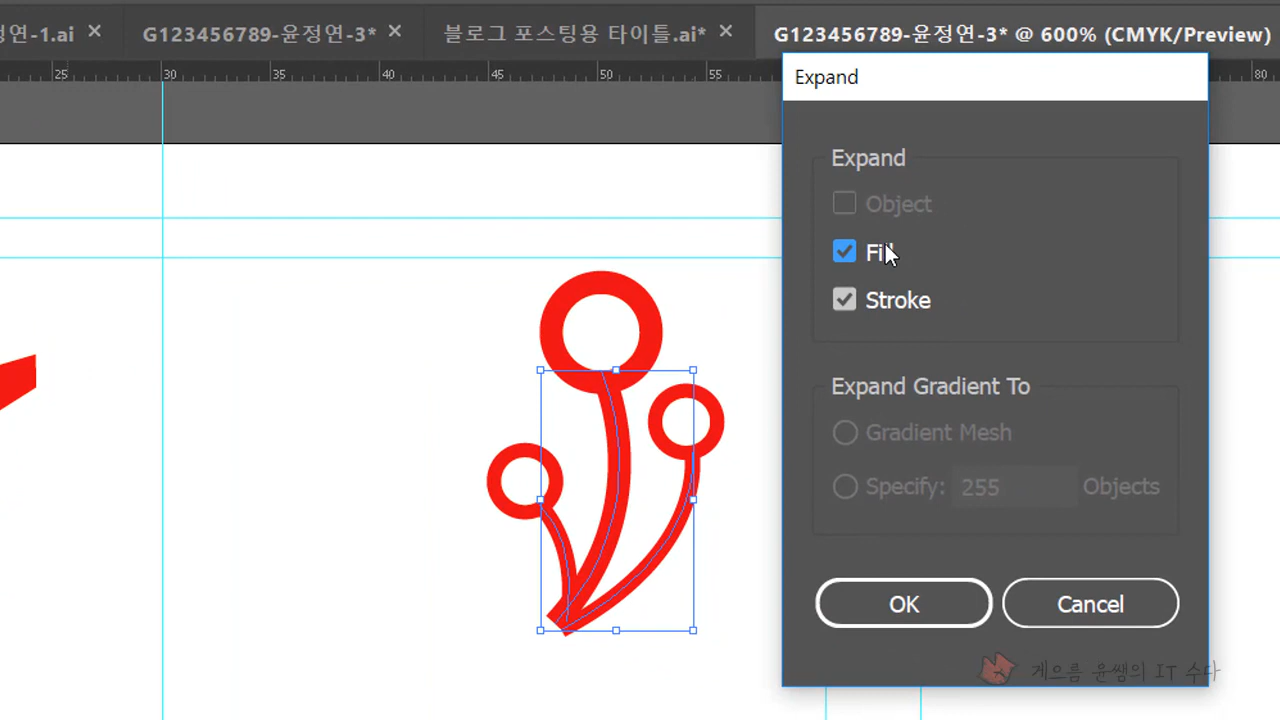 정연-1.ai ×
G123456789-윤정연-3* ×
블로그 포스팅용 타이틀.ai* ×
G123456789-윤정연-3* @ 600% (CMYK/Preview)
25 30 35 40 45 50 55 80
Expand
Expand
Object
Fill
Stroke
Expand Gradient To
Gradient Mesh
Specify: 255 Objects
OK Cancel
게으름 윤쌤의 IT 수다